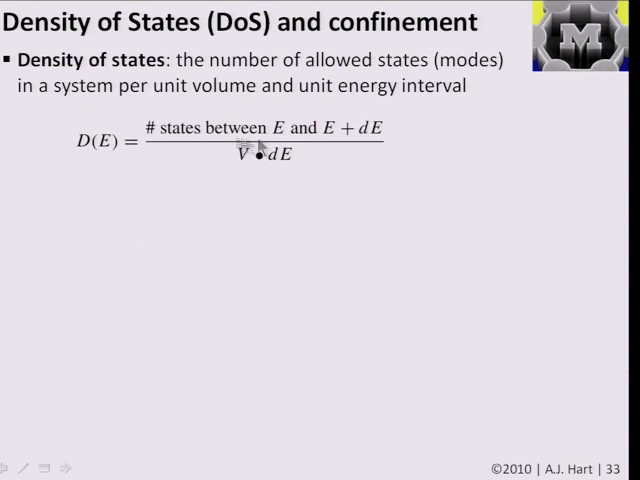 Density of States (DoS) and confinement
▪ Density of states: the number of allowed states (modes)
in a system per unit volume and unit energy interval
D(E) = # states between E and E + dE
V • dE
M
©2010 | A.J. Hart | 33